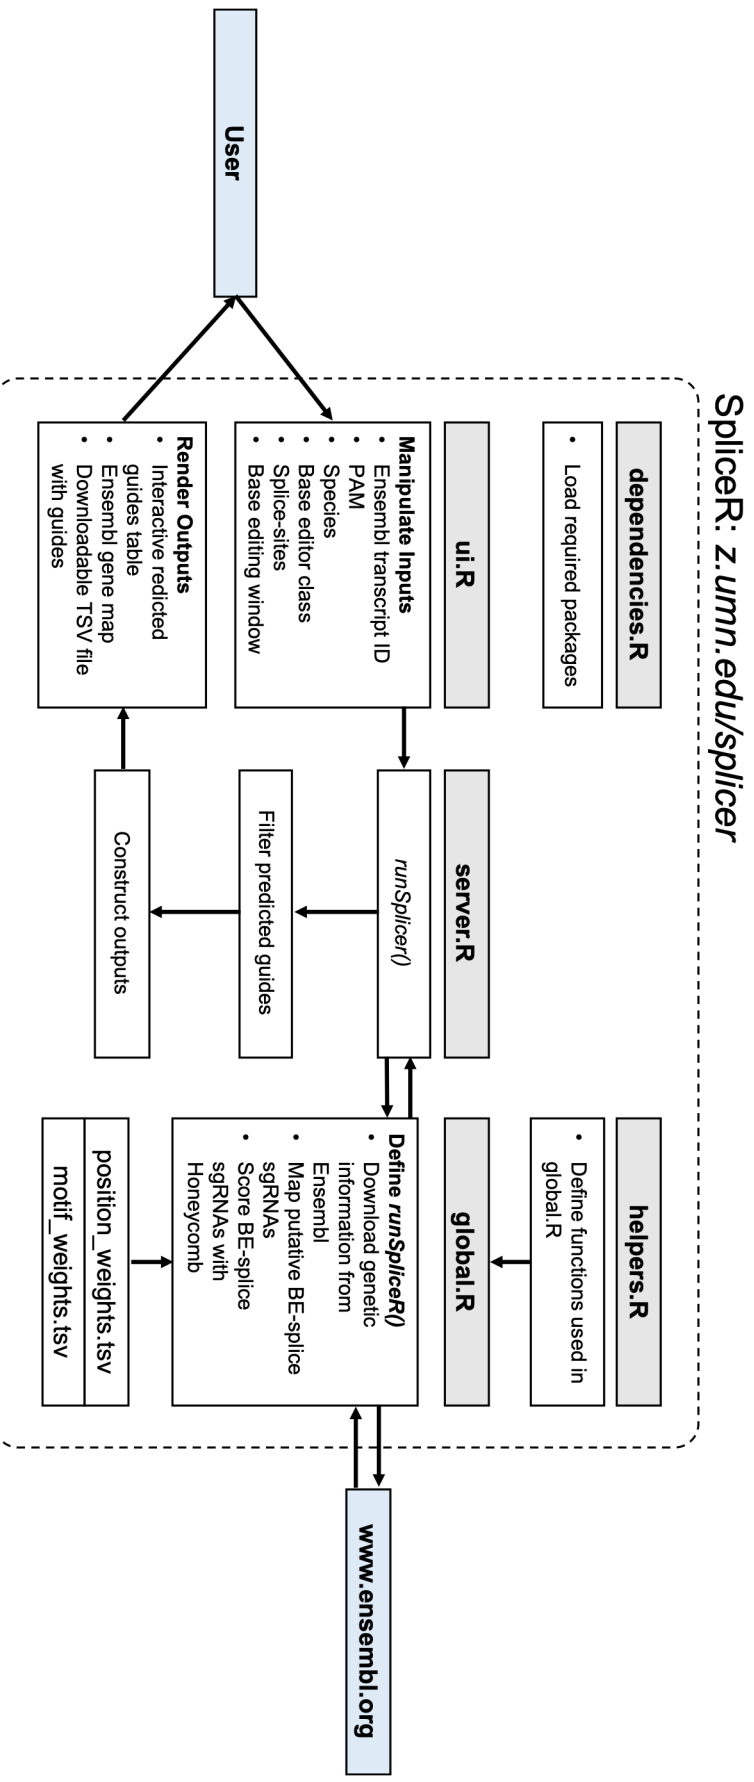 SpliceR: z.umn.edu/splicer
User
dependencies.R
• Load required packages
ui.R
Manipulate Inputs
• Ensembl transcript ID
• PAM
• Species
• Base editor class
• Splice-sites
• Base editing window
Render Outputs
• Interactive redicted
guides table
• Ensembl gene map
• Downloadable TSV file
with guides
server.R
runSplicer()
Filter predicted guides
Construct outputs
helpers.R
• Define functions used in
global.R
global.R
Define runSpliceR()
• Download genetic
information from
Ensembl
• Map putative BE-splice
sgRNAs
• Score BE-splice
sgRNAs with
Honeycomb
position_weights.tsv
motif_weights.tsv
www.ensembl.org